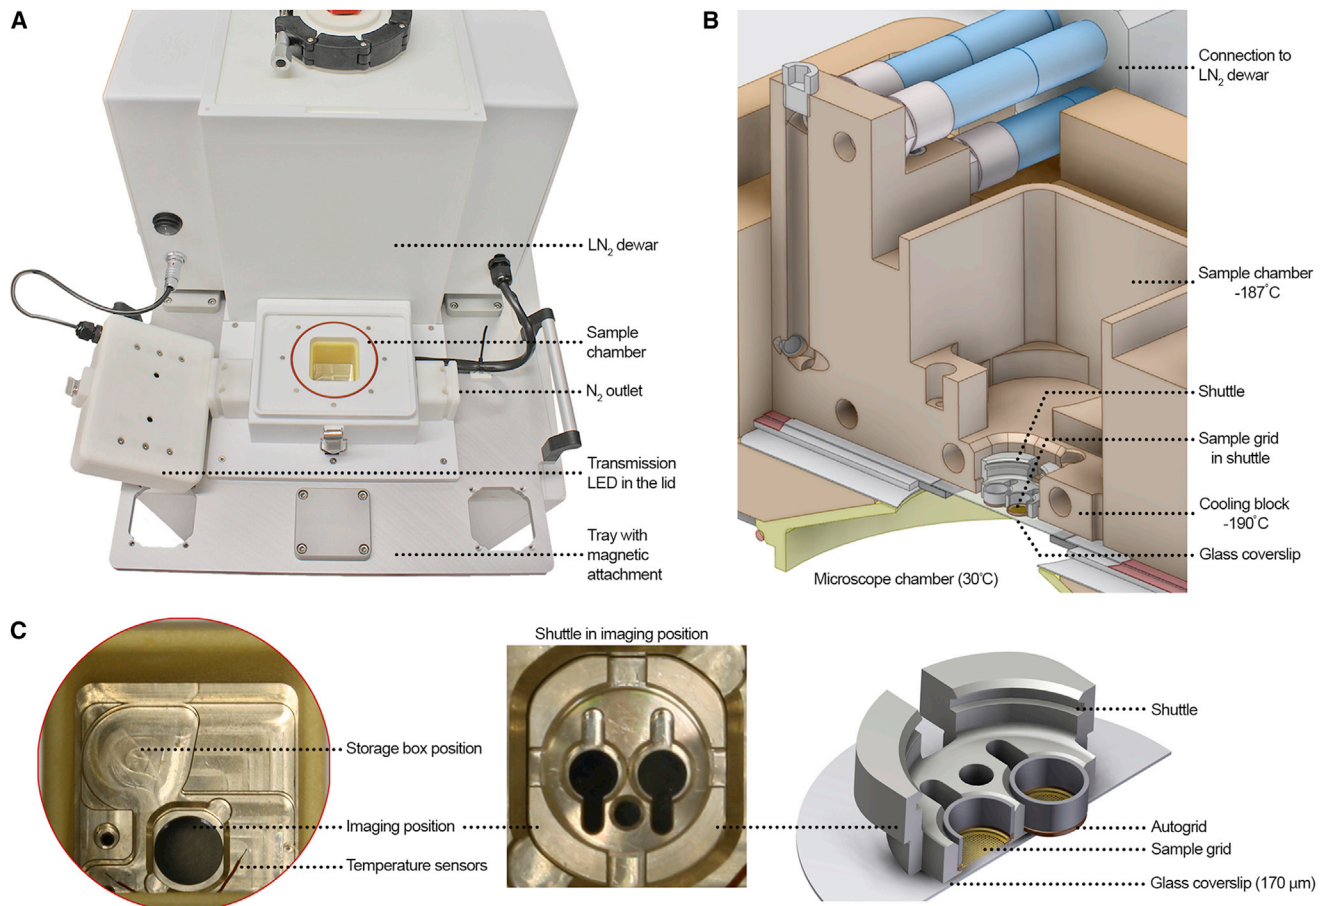 A
LN₂ dewar
Sample
chamber
N₂ outlet
Transmission
LED in the lid
Tray with
magnetic
attachment
B
Connection to
LN₂ dewar
Sample chamber
-187°C
Shuttle
Sample grid
in shuttle
Cooling block
-190°C
Glass coverslip
Microscope chamber (30°C)
C
Storage box position
Imaging position
Temperature sensors
Shuttle in imaging position
Shuttle
Autogrid
Sample grid
Glass coverslip (170 µm)